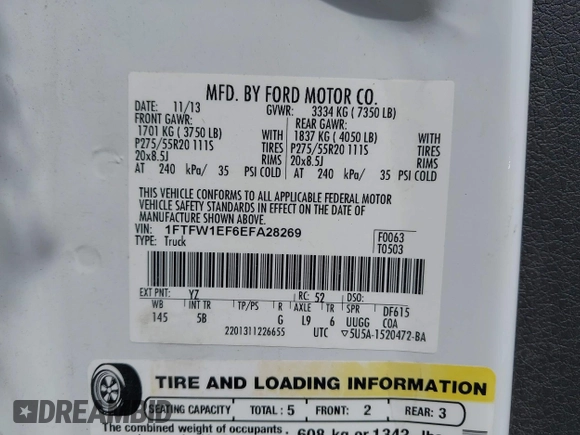 MFD. BY FORD MOTOR CO.
DATE: 11/13 GVWR: 3334 KG ( 7350 LB)
FRONT GAWR: REAR GAWR:
1701 KG ( 3750 LB) WITH 1837 KG ( 4050 LB) WITH
P275/55R20 111S TIRES P275/55R20 111S TIRES
20x8.5J RIMS 20x8.5J RIMS
AT 240 kPa/ 35 PSI COLD AT 240 kPa/ 35 PSI COLD
THIS VEHICLE CONFORMS TO ALL APPLICABLE FEDERAL MOTOR
VEHICLE SAFETY STANDARDS IN EFFECT ON THE DATE OF
MANUFACTURE SHOWN ABOVE.
VIN: 1FTFW1EF6EFA28269 F0063
TYPE: Truck T0503
EXT PNT: YZ RC: 52 DSO:
WB INT TR TP/PS R AXLE TR SPR DF615
145 5B G L9 6 UUGG COA
2201311226655 UTC ▽5U5A-1520472-BA
TIRE AND LOADING INFORMATION
SEATING CAPACITY TOTAL: 5 FRONT: 2 REAR: 3
The combined weight of occupants 608 kg or 1342 lbs
DREAMBID